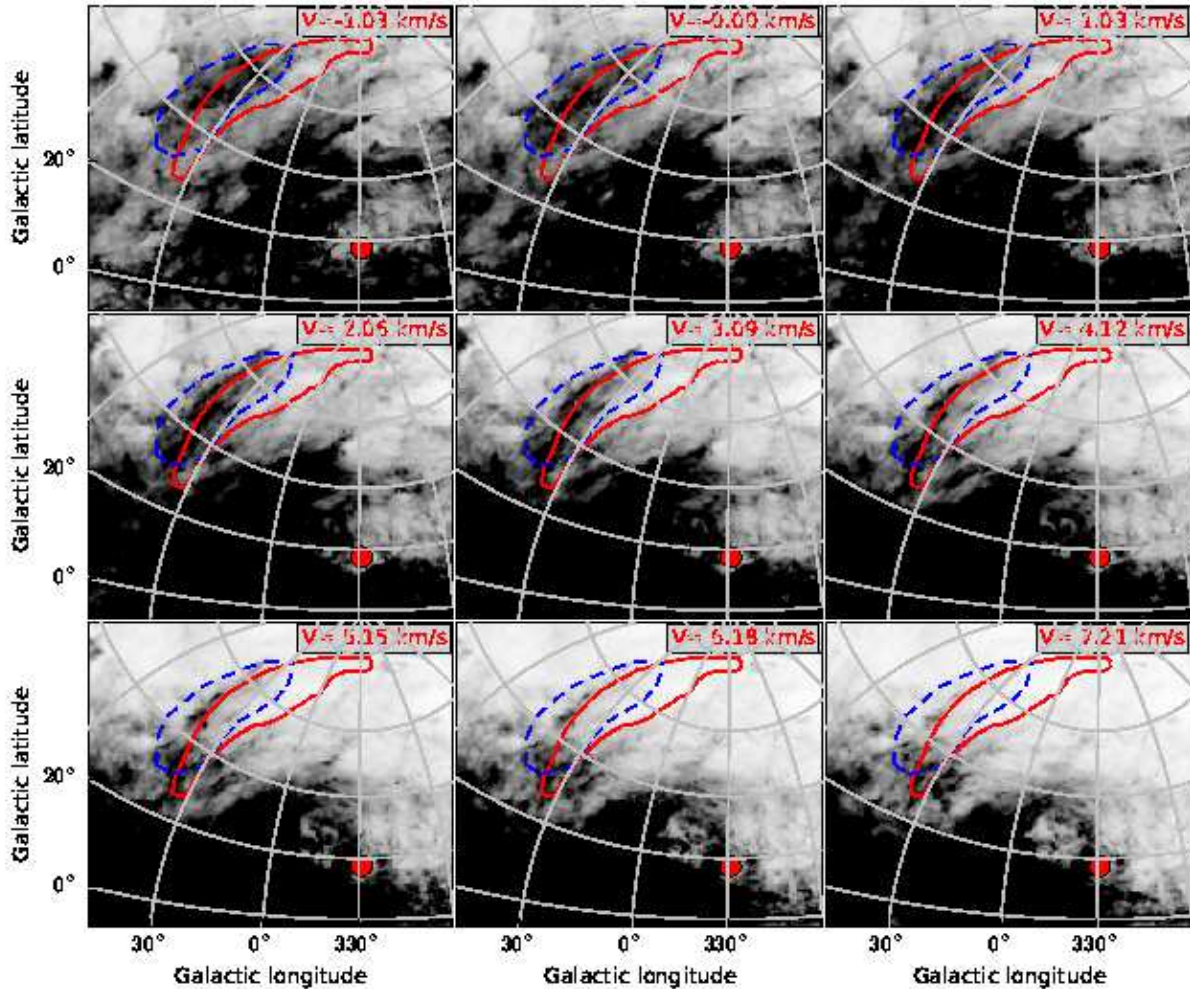 V=-1.03 km/s
V=-0.00 km/s
V=1.03 km/s
Galactic latitude
20°
0°
V=2.06 km/s
V=3.09 km/s
V=4.12 km/s
Galactic latitude
20°
0°
V=5.15 km/s
V=6.18 km/s
V=7.21 km/s
Galactic latitude
20°
0°
30° 0° 330° 30° 0° 330° 30° 0° 330°
Galactic longitude Galactic longitude Galactic longitude